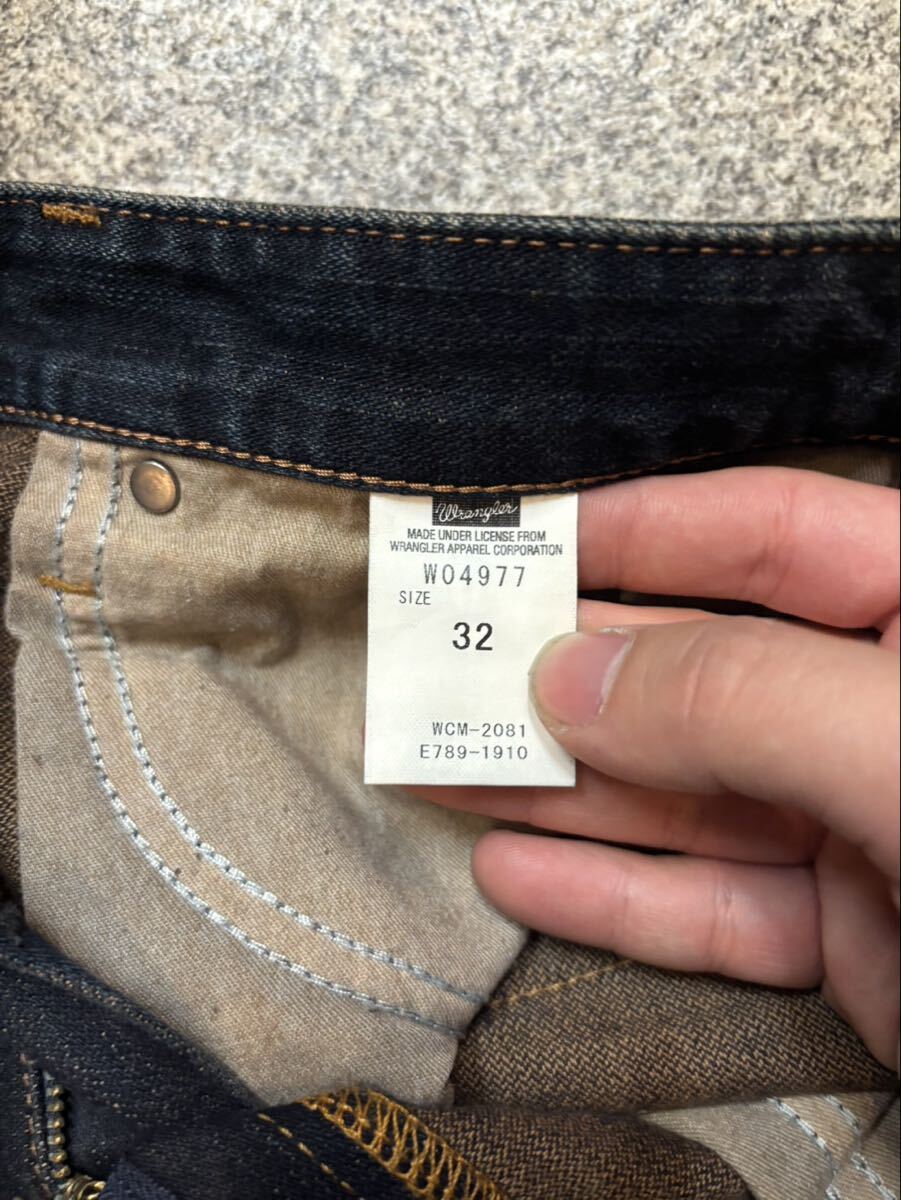 Wrangler
MADE UNDER LICENSE FROM
WRANGLER APPAREL CORPORATION
W04977
SIZE
32
WCM-2081
E789-1910